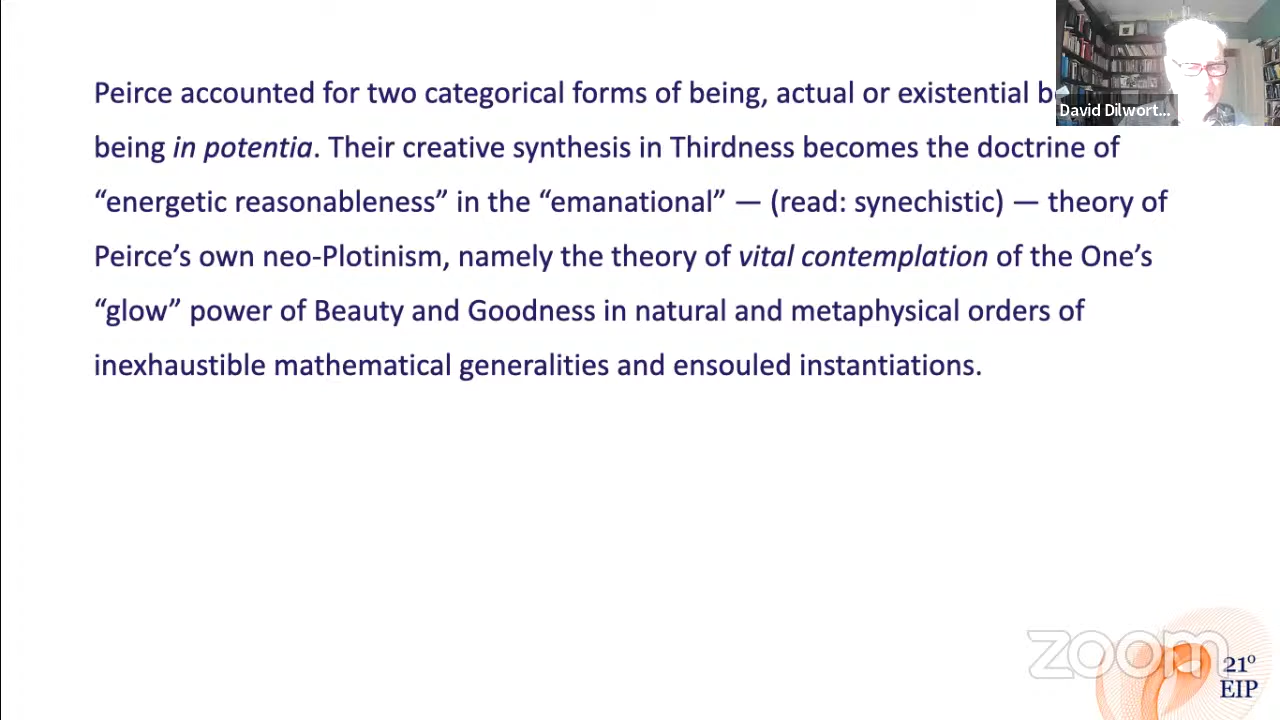 Peirce accounted for two categorical forms of being, actual or existential
being in potentia. Their creative synthesis in Thirdness becomes the doctrine of
“energetic reasonableness” in the “emanational” — (read: synechistic) — theory of
Peirce’s own neo-Plotinism, namely the theory of vital contemplation of the One’s
“glow” power of Beauty and Goodness in natural and metaphysical orders of
inexhaustible mathematical generalities and ensouled instantiations.
David Dilwort...
zoom
21º
EIP